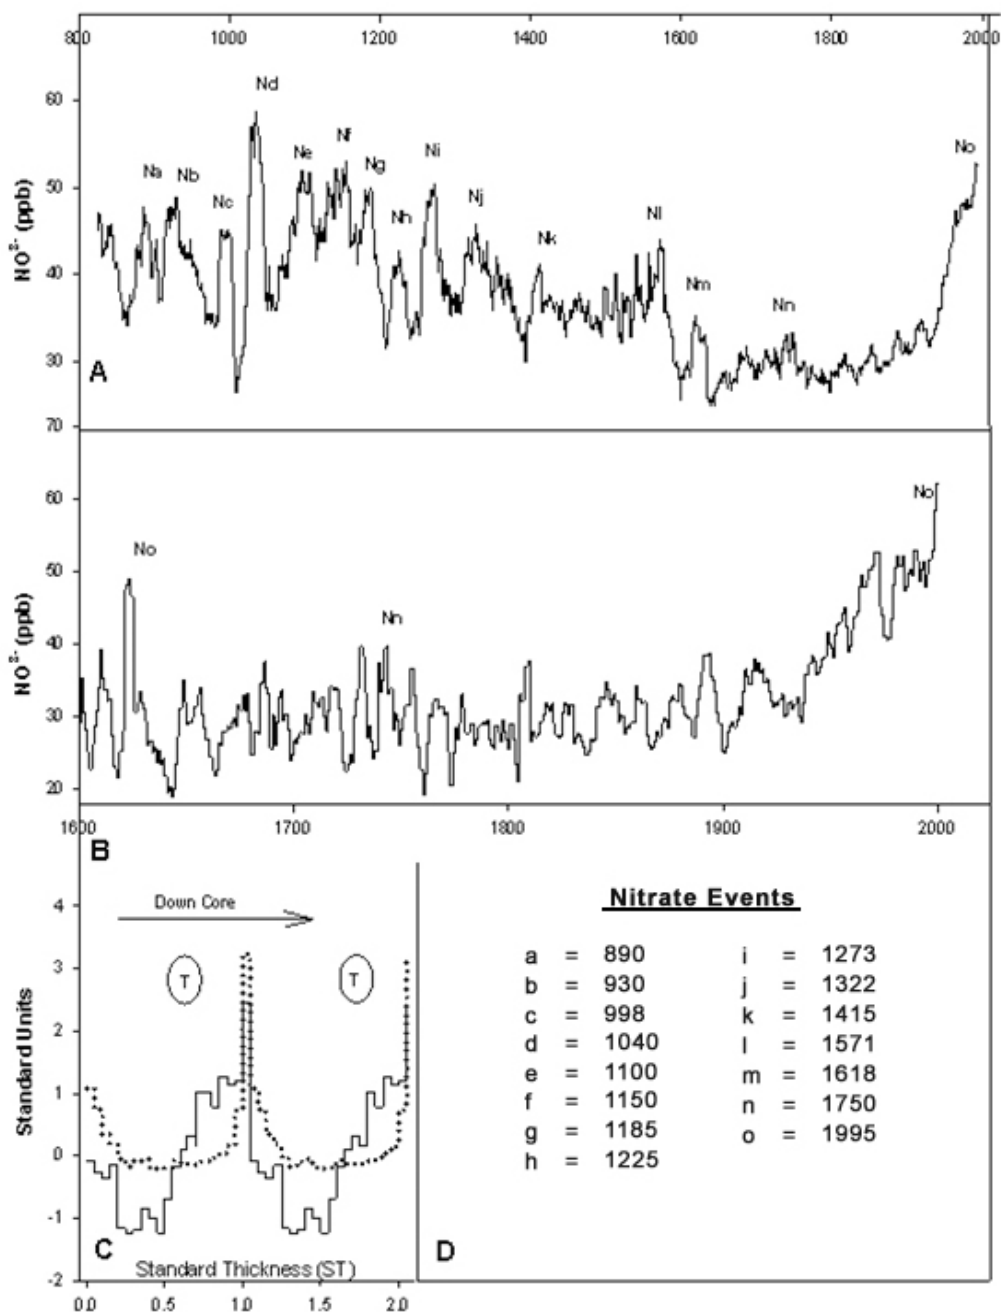 800 1000 1200 1400 1600 1800 2000
Nd
60
Ne Nf Ni No
Na Nb Ng
50
Nc Nh Nj Nk Nl
NO³⁻ (ppb)
40
Nm Nn
30
A
70
60
No
No
50
Nn
NO³⁻ (ppb)
40
30
20
1600 1700 1800 1900 2000
B
4
Down Core
3
T T
2
Standard Units
1
0
-1
C
Standard Thickness (ST)
-2
0.0 0.5 1.0 1.5 2.0
Nitrate Events
a = 890 i = 1273
b = 930 j = 1322
c = 998 k = 1415
d = 1040 l = 1571
e = 1100 m = 1618
f = 1150 n = 1750
g = 1185 o = 1995
h = 1225
D